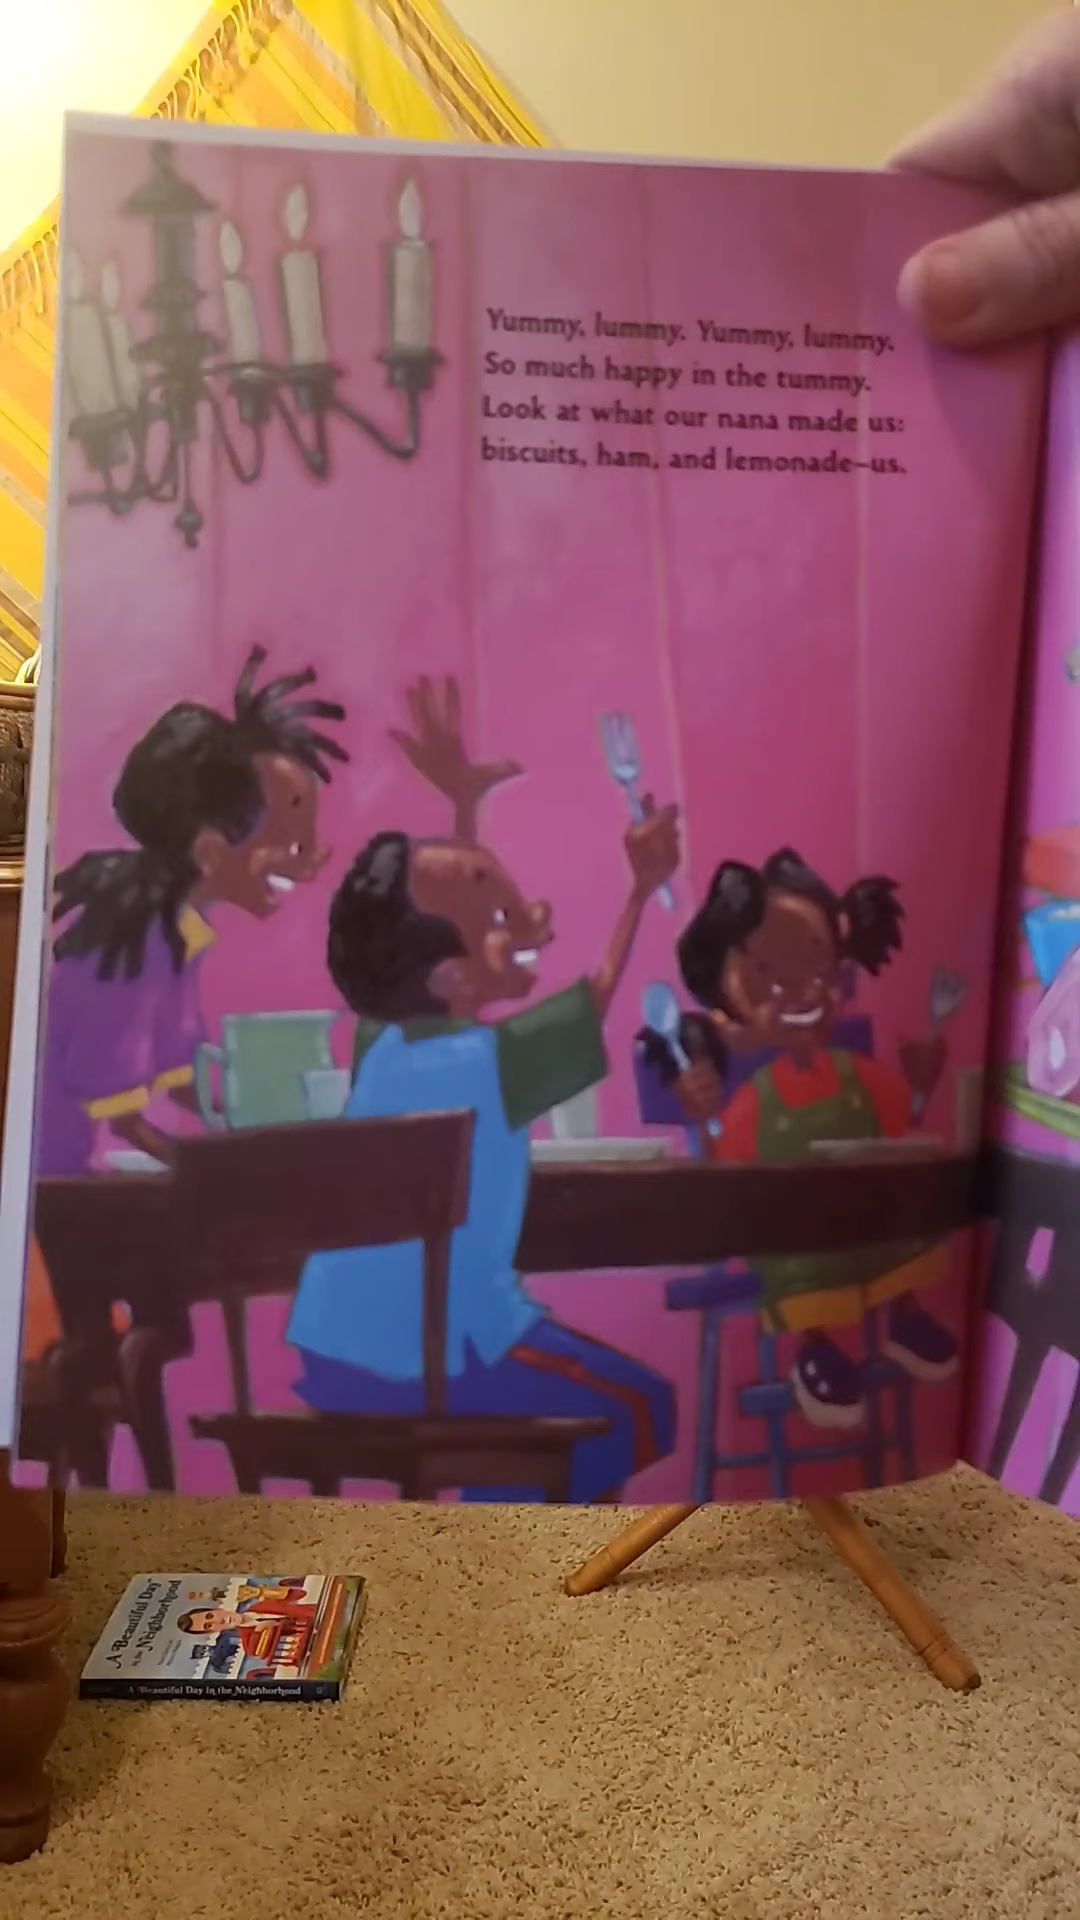 Yummy, lummy. Yummy, lummy.
So much happy in the tummy.
Look at what our nana made us:
biscuits, ham, and lemonade–us.
A Beautiful Day
in the Neighborhood
A Beautiful Day in the Neighborhood